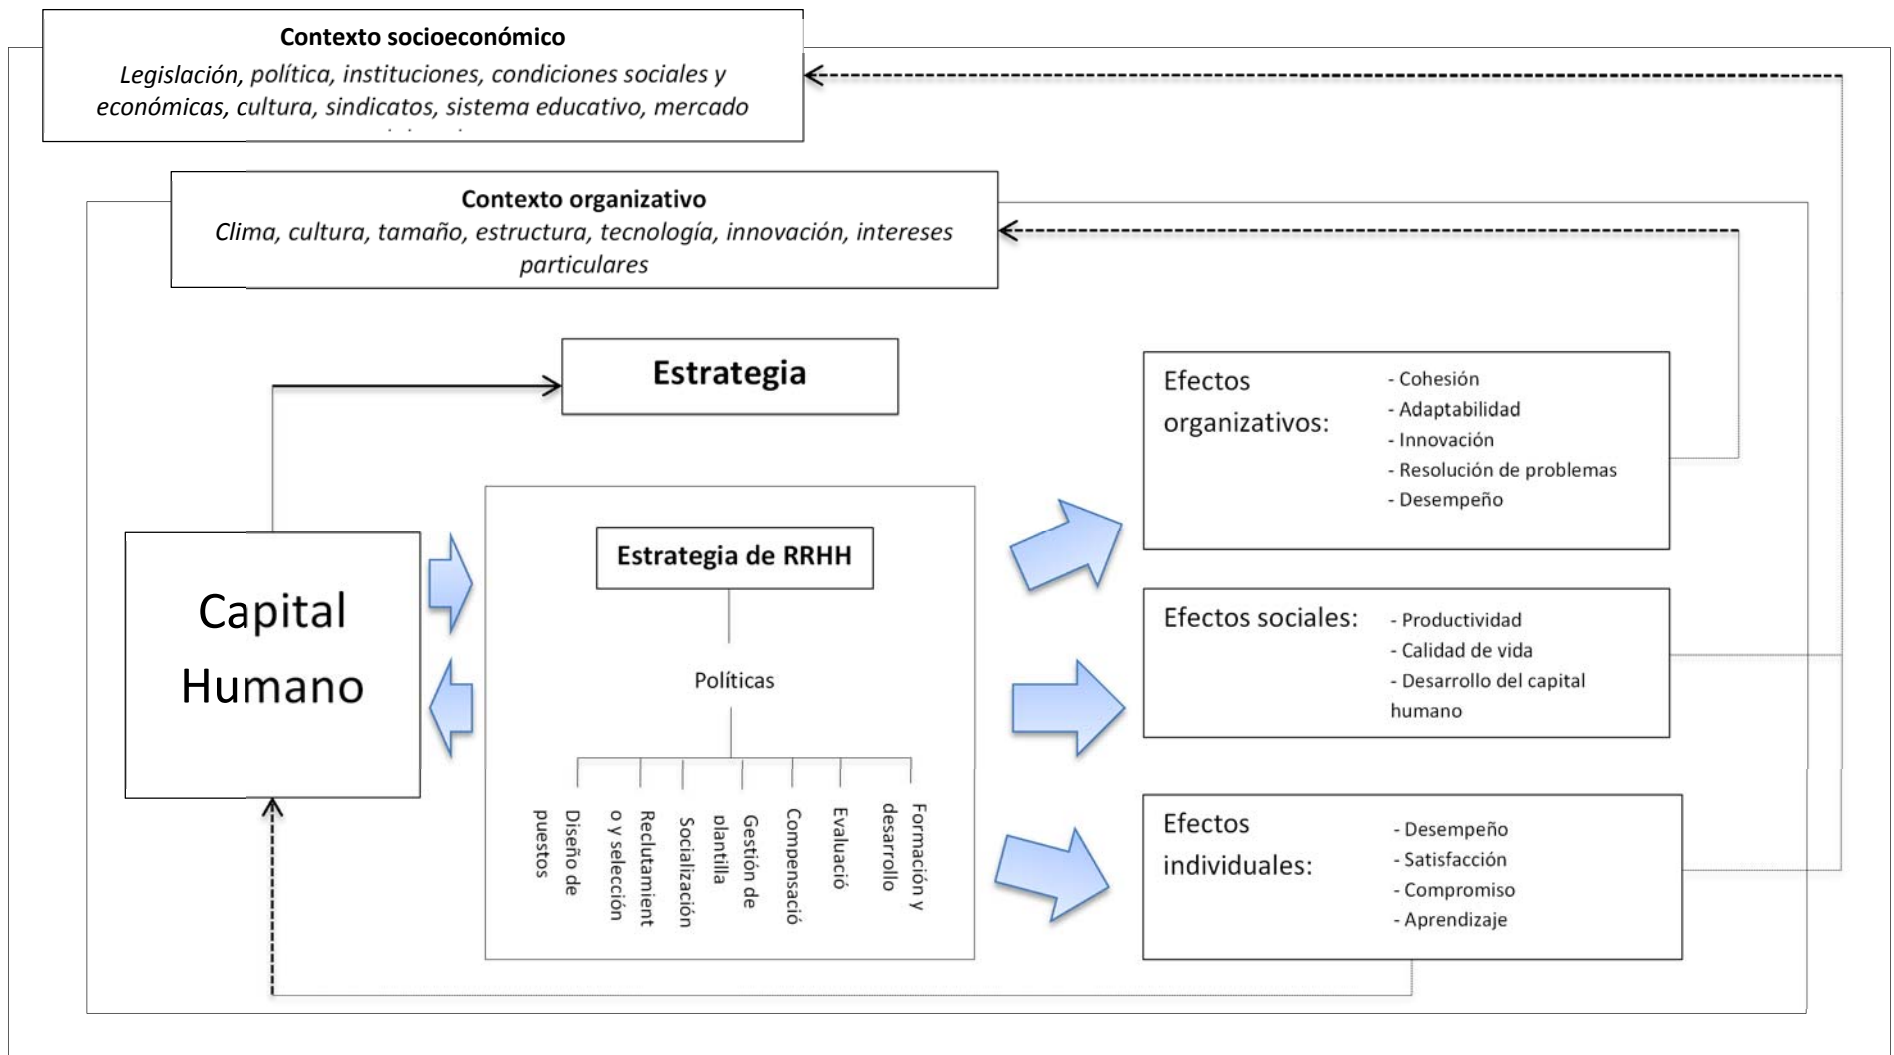 Contexto socioeconómico
Legislación, política, instituciones, condiciones sociales y
económicas, cultura, sindicatos, sistema educativo, mercado
Contexto organizativo
Clima, cultura, tamaño, estructura, tecnología, innovación, intereses
particulares
Estrategia
Capital
Humano
Estrategia de RRHH
Políticas
Diseño de
puestos
Reclutamient
o y selección
Socialización
Gestión de
plantilla
Compensació
Evaluació
Formación y
desarrollo
Efectos
organizativos:
- Cohesión
- Adaptabilidad
- Innovación
- Resolución de problemas
- Desempeño
Efectos sociales:
- Productividad
- Calidad de vida
- Desarrollo del capital
humano
Efectos
individuales:
- Desempeño
- Satisfacción
- Compromiso
- Aprendizaje